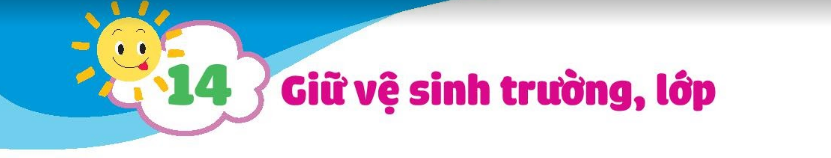 14 Giữ vệ sinh trường, lớp